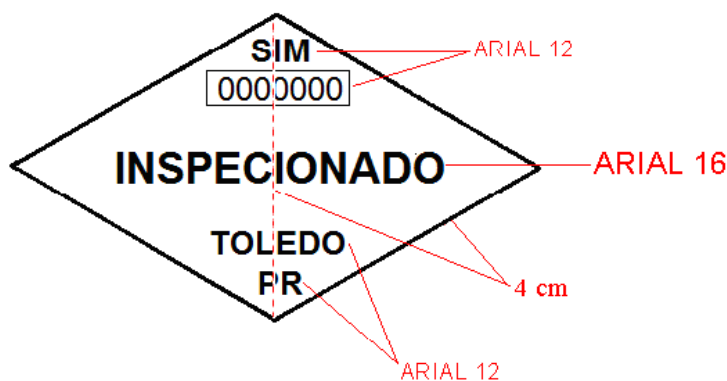 SIM
ARIAL 12
0000000
INSPECIONADO
ARIAL 16
TOLEDO
PR
4 cm
ARIAL 12